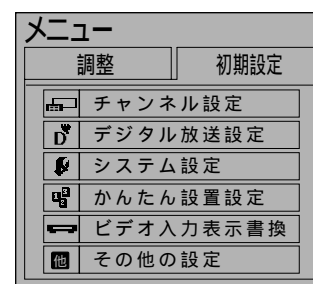 メニュー
調整 初期設定
チャンネル設定
D デジタル放送設定
システム設定
かんたん設置設定
ビデオ入力表示書換
他 その他の設定